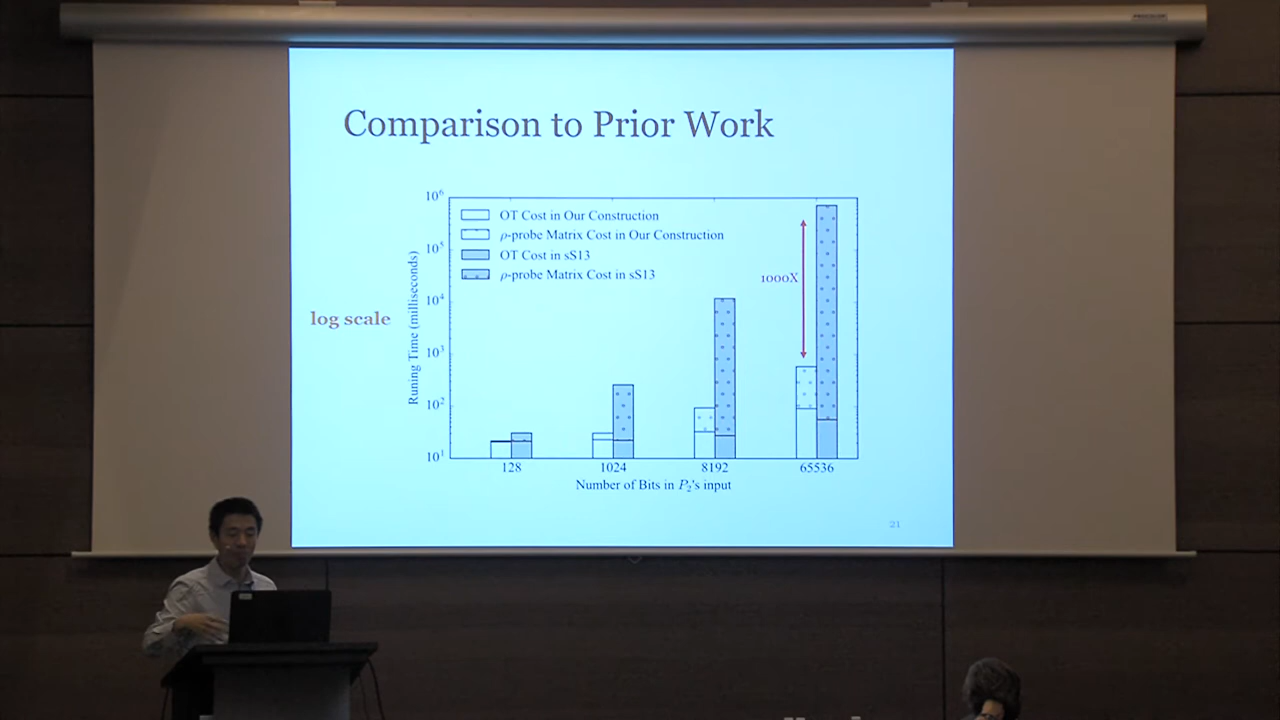 Comparison to Prior Work
10⁶
OT Cost in Our Construction
ρ-probe Matrix Cost in Our Construction
OT Cost in sS13
ρ-probe Matrix Cost in sS13
10⁵
1000X
10⁴
log scale
Runing Time (milliseconds)
10³
10²
10¹
128 1024 8192 65536
Number of Bits in P₂'s input
21